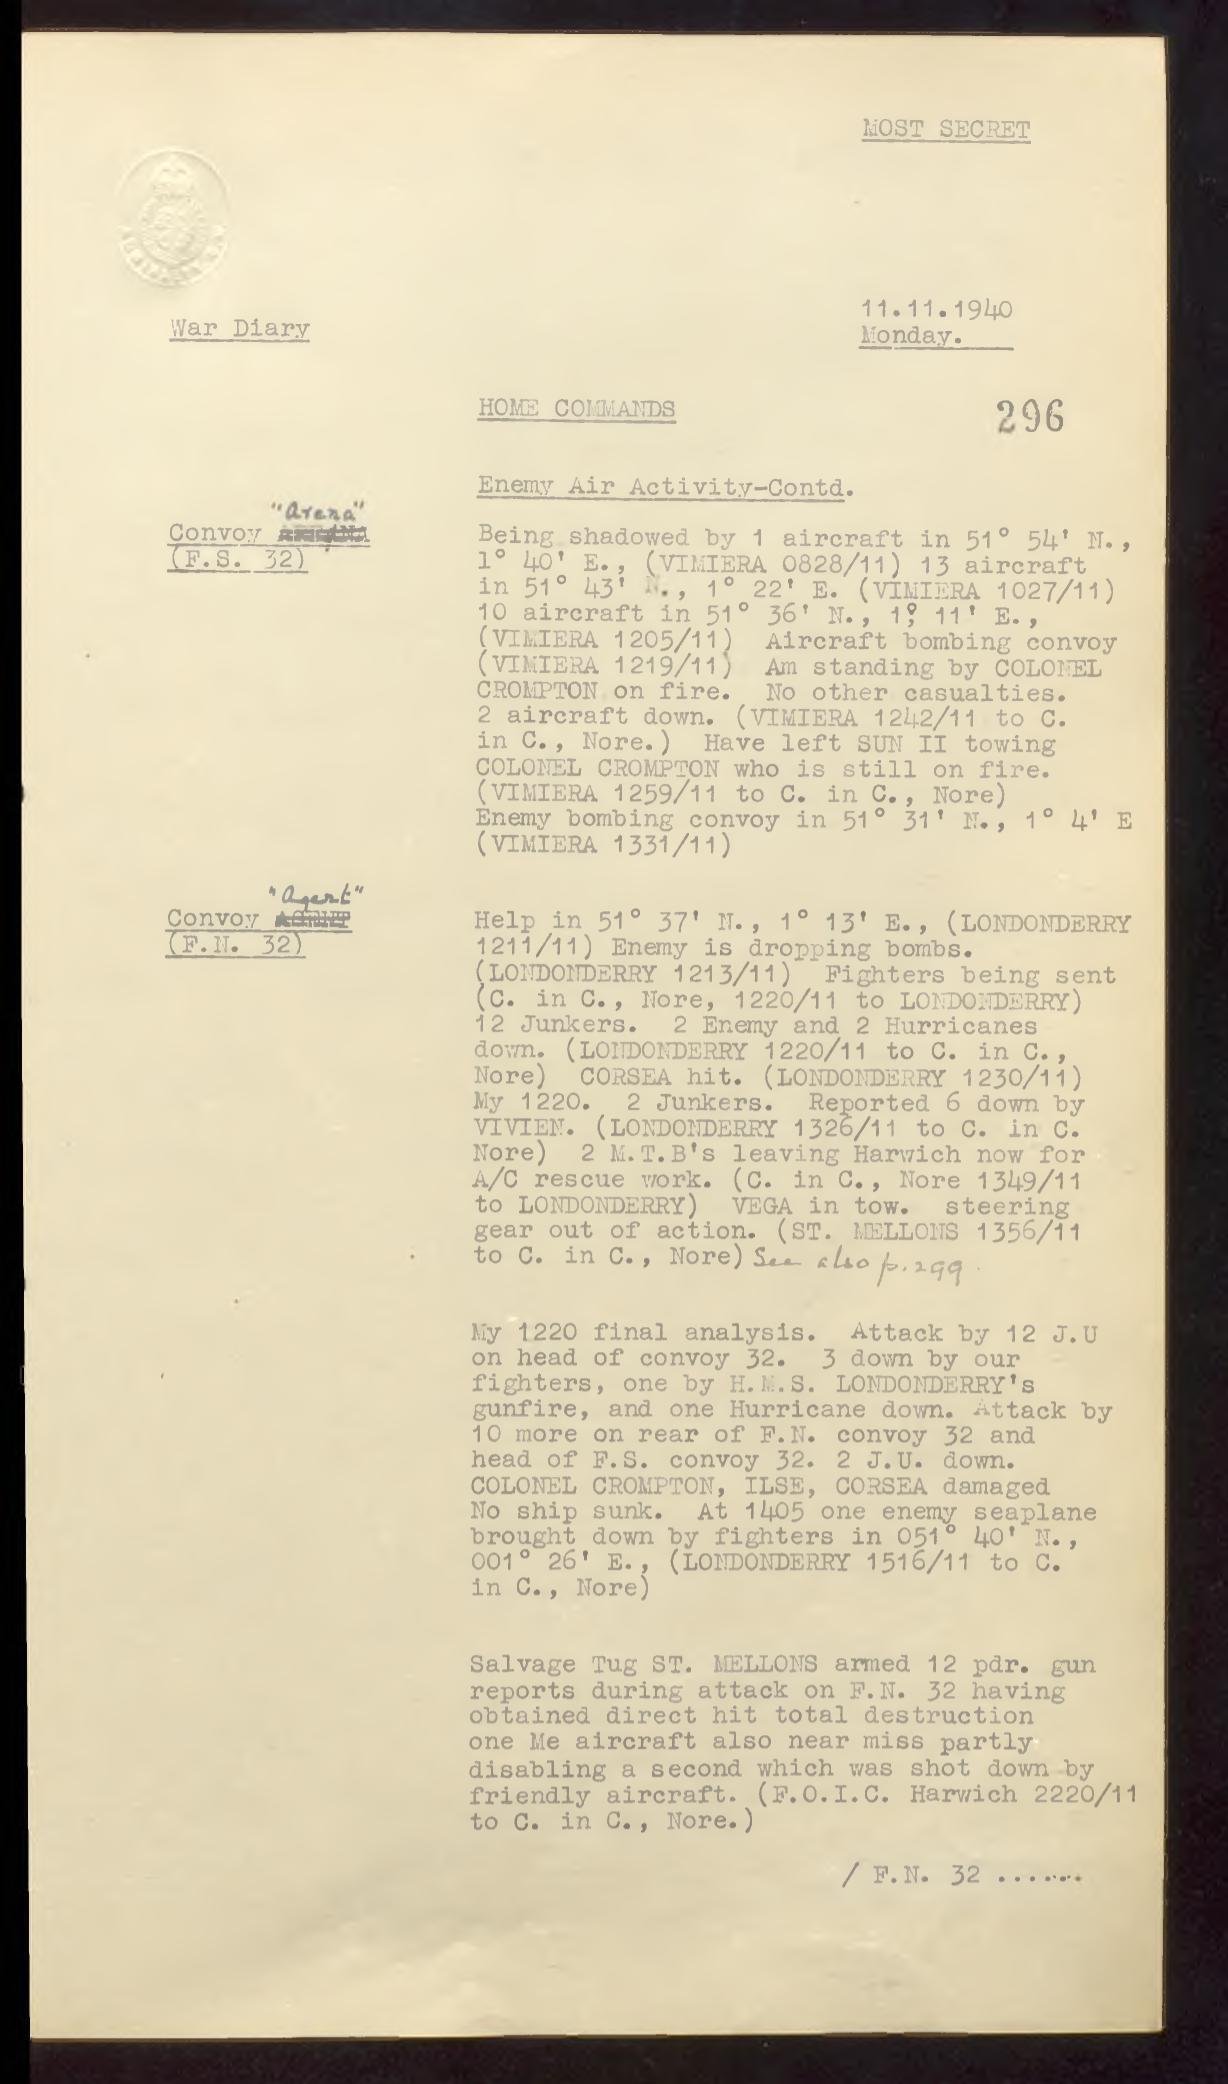 MOST SECRET
War Diary
11.11.1940
Monday.
HOME COMMANDS
296
Enemy Air Activity-Contd.
"Arena"
Convoy
(F.S. 32)
Being shadowed by 1 aircraft in 51° 54' N.,
1° 40' E., (VIMIERA 0828/11) 13 aircraft
in 51° 43' N., 1° 22' E. (VIMIERA 1027/11)
10 aircraft in 51° 36' N., 1° 11' E.,
(VIMIERA 1205/11) Aircraft bombing convoy
(VIMIERA 1219/11) Am standing by COLONEL
CROMPTON on fire. No other casualties.
2 aircraft down. (VIMIERA 1242/11 to C.
in C., Nore.) Have left SUN II towing
COLONEL CROMPTON who is still on fire.
(VIMIERA 1259/11 to C. in C., Nore)
Enemy bombing convoy in 51° 31' N., 1° 4' E
(VIMIERA 1331/11)
"Agent"
Convoy AGENT
(F.N. 32)
Help in 51° 37' N., 1° 13' E., (LONDONDERRY
1211/11) Enemy is dropping bombs.
(LONDONDERRY 1213/11) Fighters being sent
(C. in C., Nore, 1220/11 to LONDONDERRY)
12 Junkers. 2 Enemy and 2 Hurricanes
down. (LONDONDERRY 1220/11 to C. in C.,
Nore) CORSEA hit. (LONDONDERRY 1230/11)
My 1220. 2 Junkers. Reported 6 down by
VIVIEN. (LONDONDERRY 1326/11 to C. in C.
Nore) 2 M.T.B's leaving Harwich now for
A/C rescue work. (C. in C., Nore 1349/11
to LONDONDERRY) VEGA in tow. steering
gear out of action. (ST. MELLONS 1356/11
to C. in C., Nore) See also p. 299.
My 1220 final analysis. Attack by 12 J.U
on head of convoy 32. 3 down by our
fighters, one by H.M.S. LONDONDERRY's
gunfire, and one Hurricane down. Attack by
10 more on rear of F.N. convoy 32 and
head of F.S. convoy 32. 2 J.U. down.
COLONEL CROMPTON, ILSE, CORSEA damaged
No ship sunk. At 1405 one enemy seaplane
brought down by fighters in 051° 40' N.,
001° 26' E., (LONDONDERRY 1516/11 to C.
in C., Nore)
Salvage Tug ST. MELLONS armed 12 pdr. gun
reports during attack on F.N. 32 having
obtained direct hit total destruction
one Me aircraft also near miss partly
disabling a second which was shot down by
friendly aircraft. (F.O.I.C. Harwich 2220/11
to C. in C., Nore.)
/ F.N. 32 .......